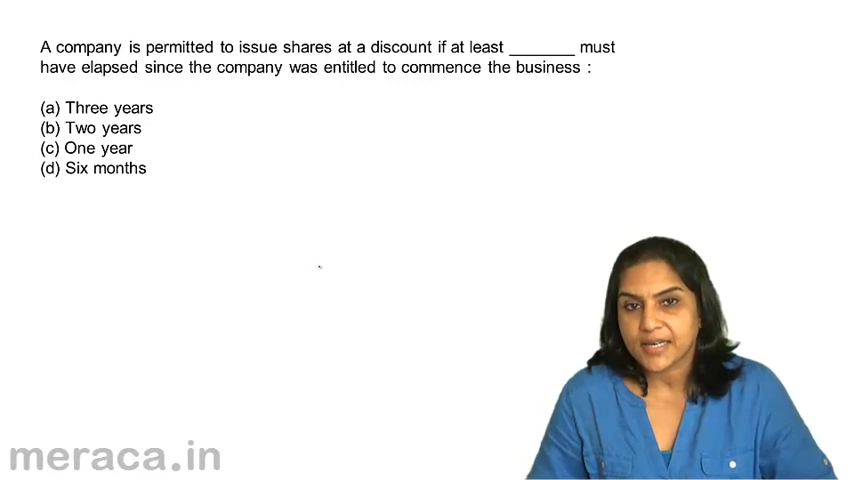 A company is permitted to issue shares at a discount if at least _______ must
have elapsed since the company was entitled to commence the business :
(a) Three years
(b) Two years
(c) One year
(d) Six months
meraca.in